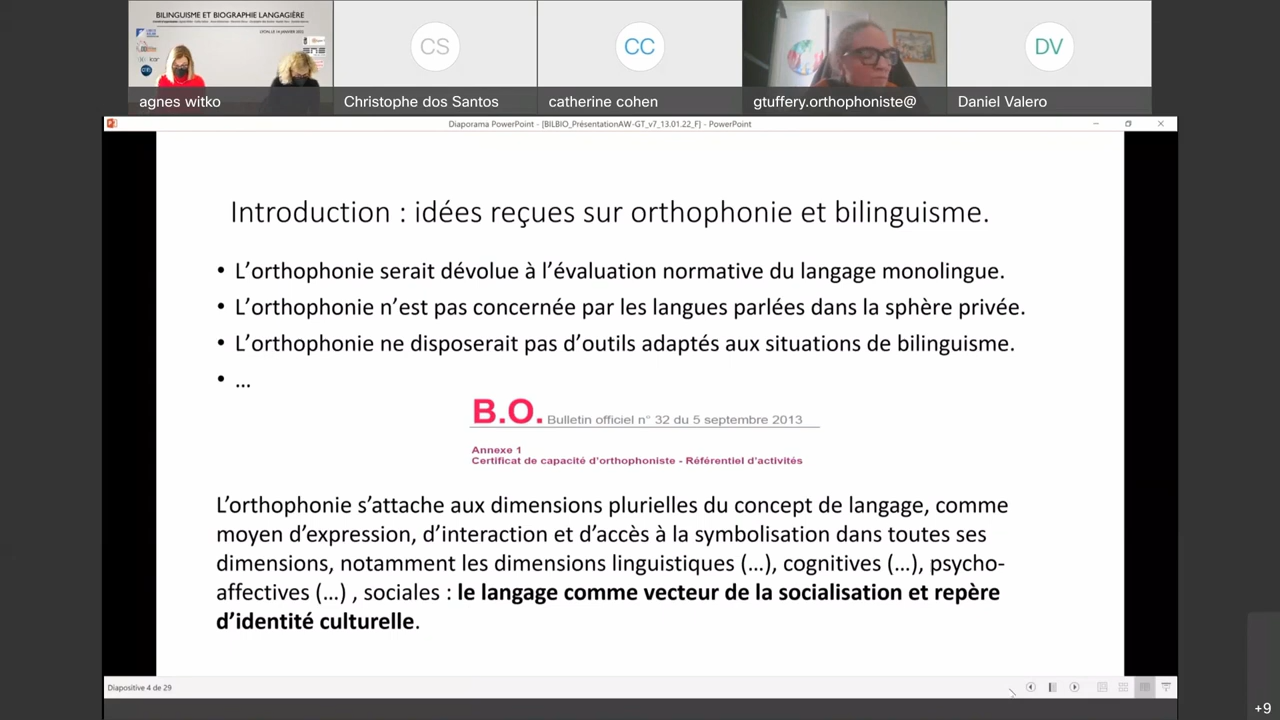 BILINGUISME ET BIOGRAPHIE LANGAGIÈRE
LYON, LE 14 JANVIER 2022
ENS
agnes witko
CS
Christophe dos Santos
CC
catherine cohen
gtuffery.orthophoniste@
DV
Daniel Valero
Diaporama PowerPoint - [BILBIO_PrésentationAW-GT_v7_13.01.22_F] - PowerPoint
Introduction : idées reçues sur orthophonie et bilinguisme.
• L’orthophonie serait dévolue à l’évaluation normative du langage monolingue.
• L’orthophonie n’est pas concernée par les langues parlées dans la sphère privée.
• L’orthophonie ne disposerait pas d’outils adaptés aux situations de bilinguisme.
• …
B.O. Bulletin officiel n° 32 du 5 septembre 2013
Annexe 1
Certificat de capacité d’orthophoniste - Référentiel d’activités
L’orthophonie s’attache aux dimensions plurielles du concept de langage, comme
moyen d’expression, d’interaction et d’accès à la symbolisation dans toutes ses
dimensions, notamment les dimensions linguistiques (…), cognitives (…), psycho-
affectives (…) , sociales : le langage comme vecteur de la socialisation et repère
d’identité culturelle.
Diapositive 4 de 29
+9